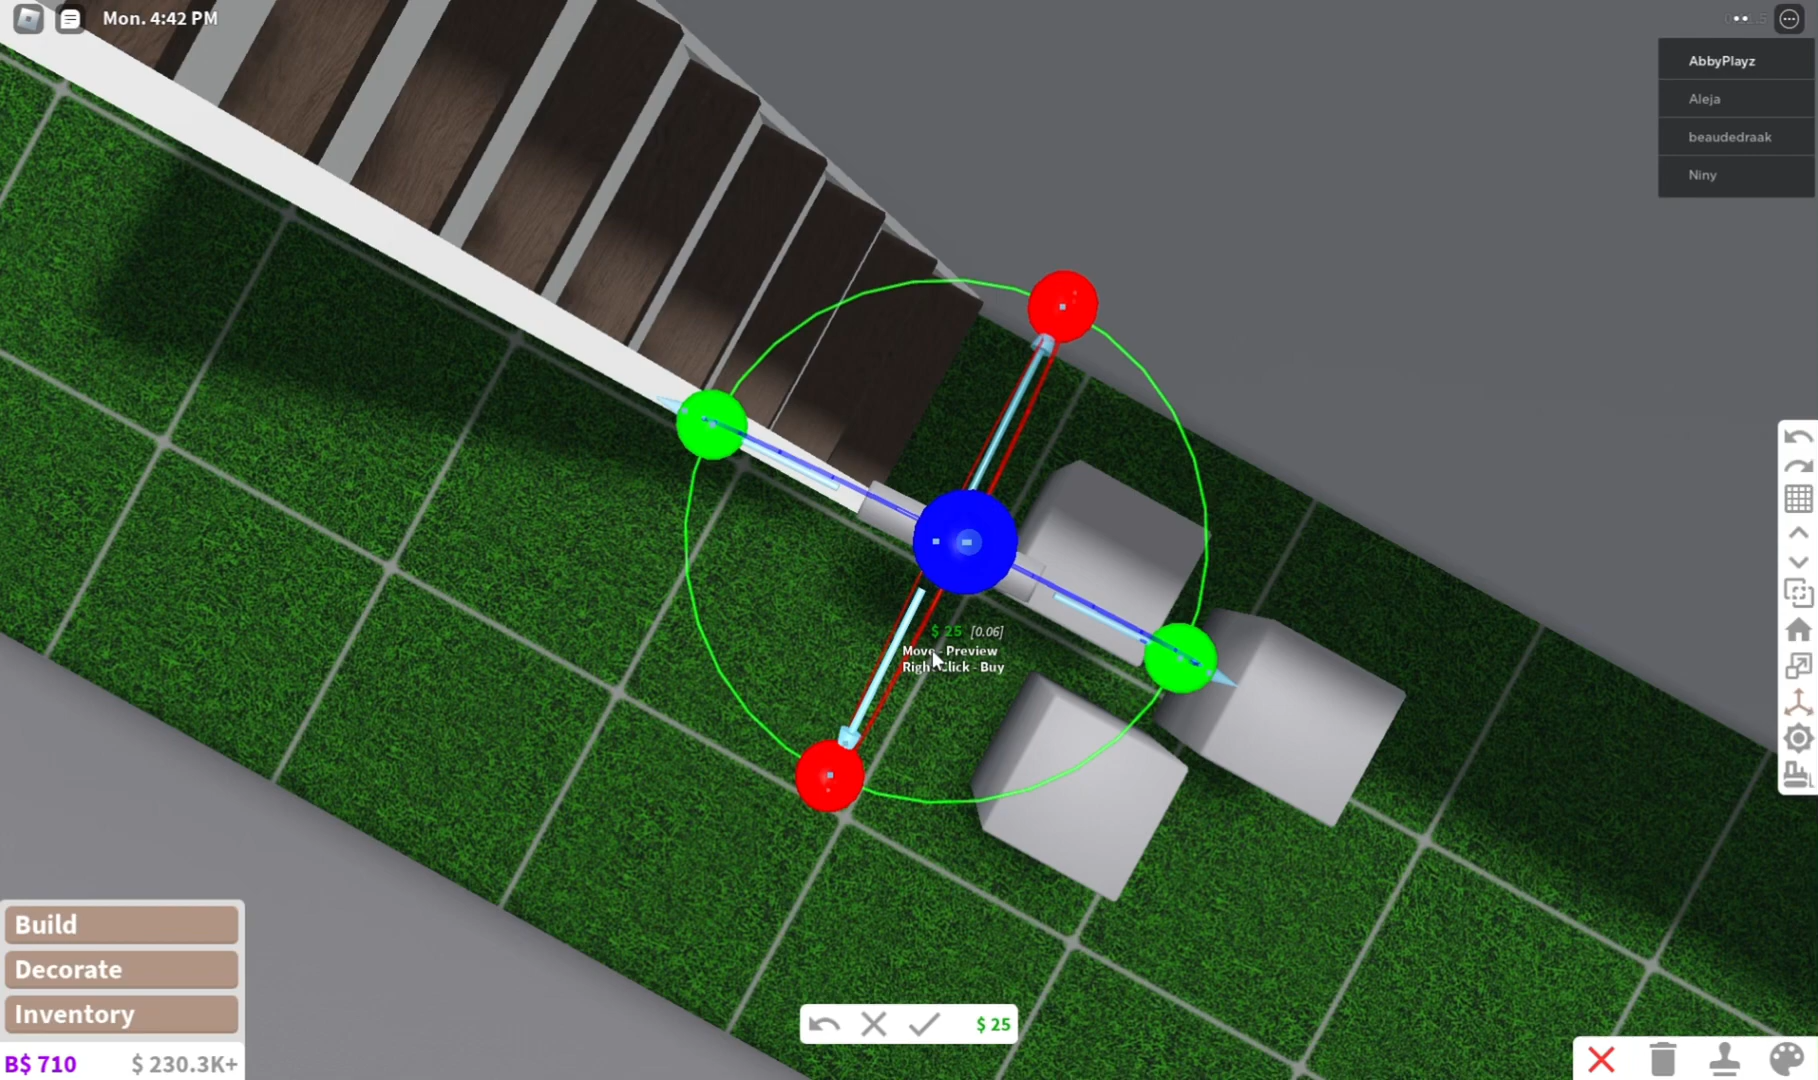 Mon. 4:42 PM
AbbyPlayz
Aleja
beaudedraak
Niny
$ 25 [0.06]
Move - Preview
Right Click - Buy
Build
Decorate
Inventory
B$ 710
$ 230.3K+
$ 25